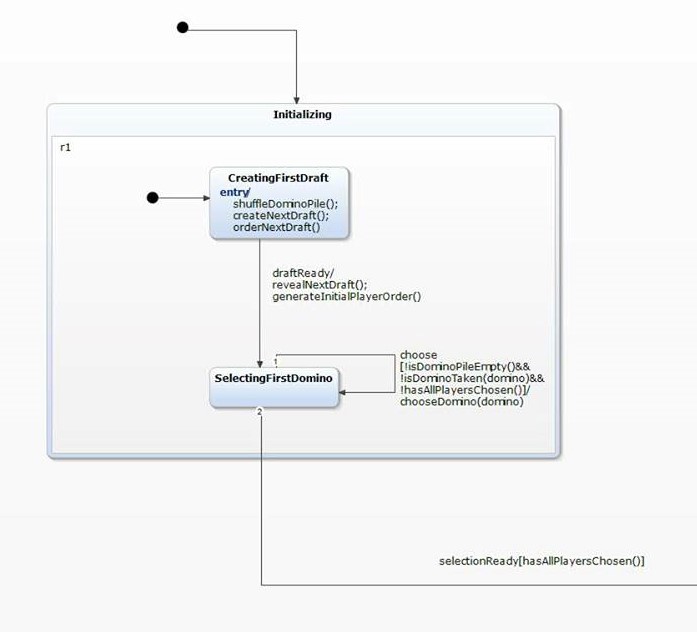 Initializing
r1
CreatingFirstDraft
entry/
shuffleDominoPile();
createNextDraft();
orderNextDraft()
draftReady/
revealNextDraft();
generateInitialPlayerOrder()
1
choose
[!isDominoPileEmpty()&&
!isDominoTaken(domino)&&
!hasAllPlayersChosen()]/
chooseDomino(domino)
SelectingFirstDomino
2
selectionReady[hasAllPlayersChosen()]